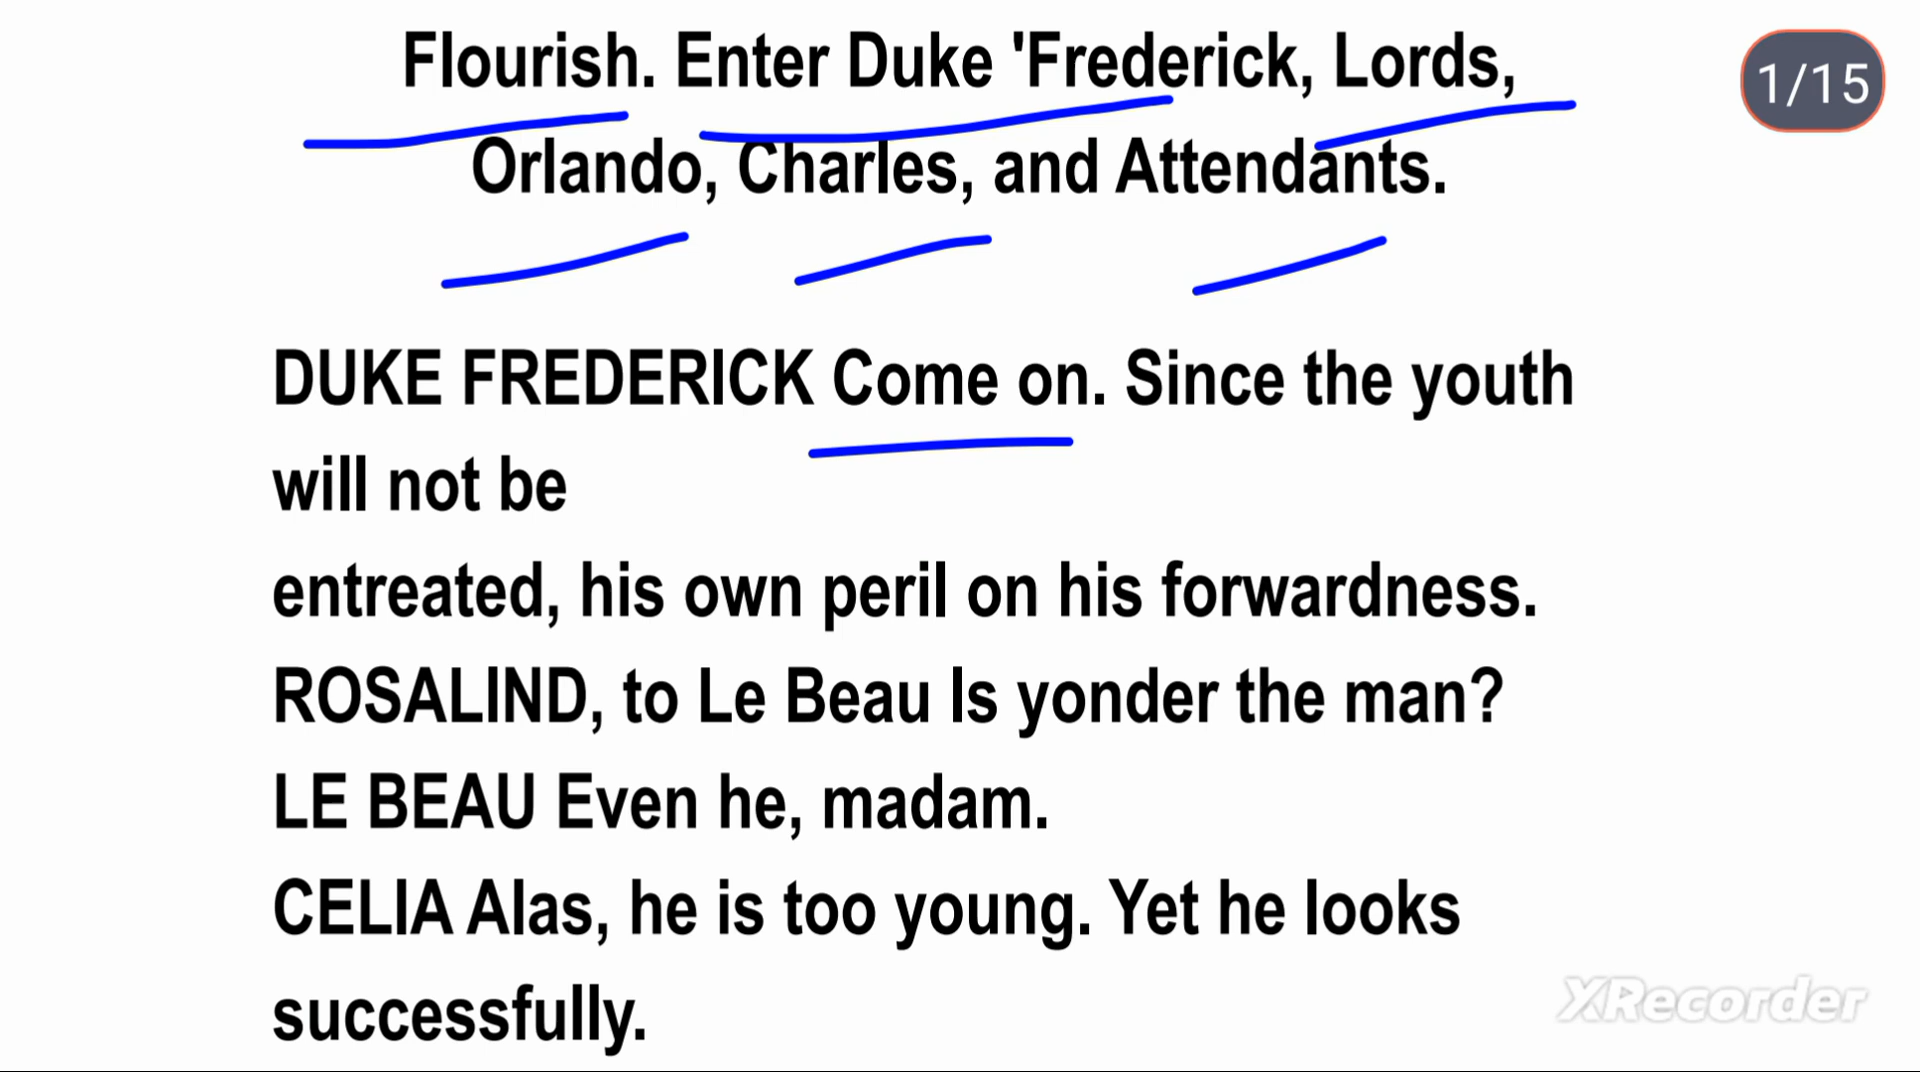 Flourish. Enter Duke 'Frederick, Lords,
1/15
Orlando, Charles, and Attendants.
DUKE FREDERICK Come on. Since the youth
will not be
entreated, his own peril on his forwardness.
ROSALIND, to Le Beau Is yonder the man?
LE BEAU Even he, madam.
CELIA Alas, he is too young. Yet he looks
successfully.
XRecorder